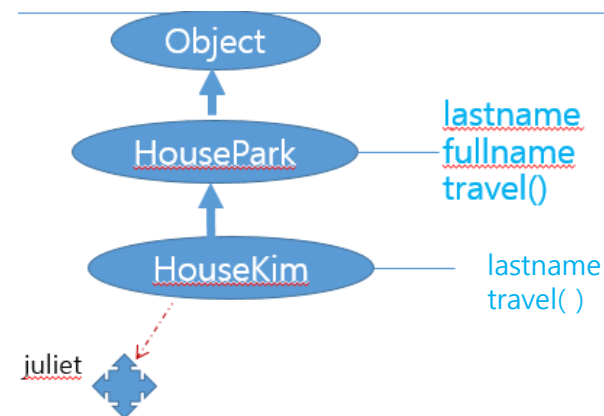 Object
HousePark
lastname
fullname
travel()
HouseKim
lastname
travel( )
juliet